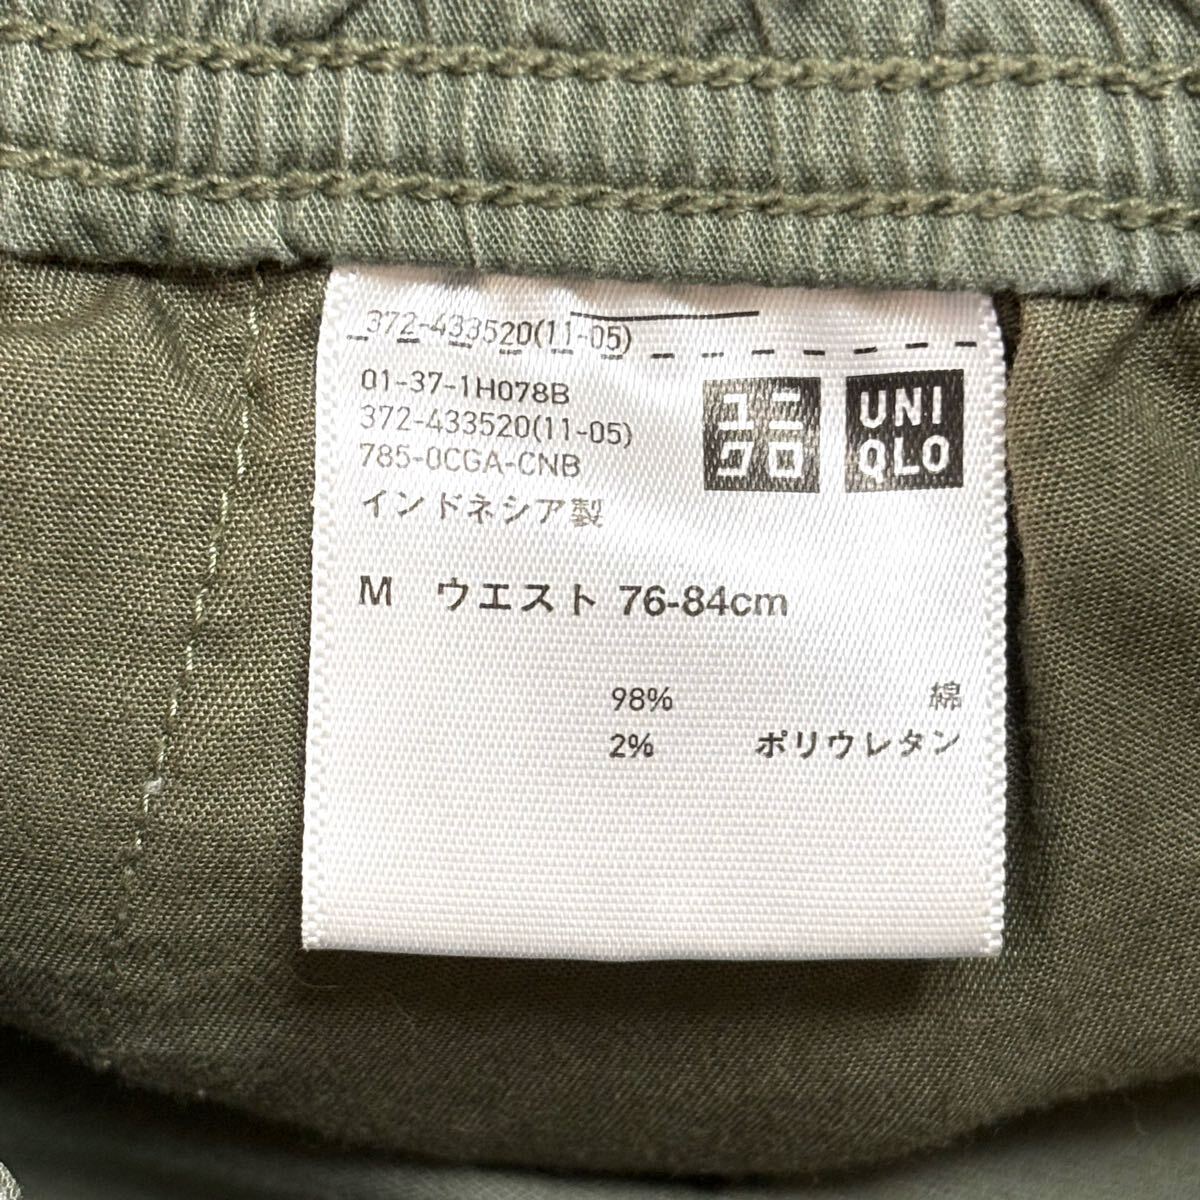 372-433520(11-05)
01-37-1H078B
372-433520(11-05)
785-0CGA-CNB
インドネシア製
ユニ
クロ
UNI
QLO
M ウエスト 76-84cm
98% 綿
2% ポリウレタン